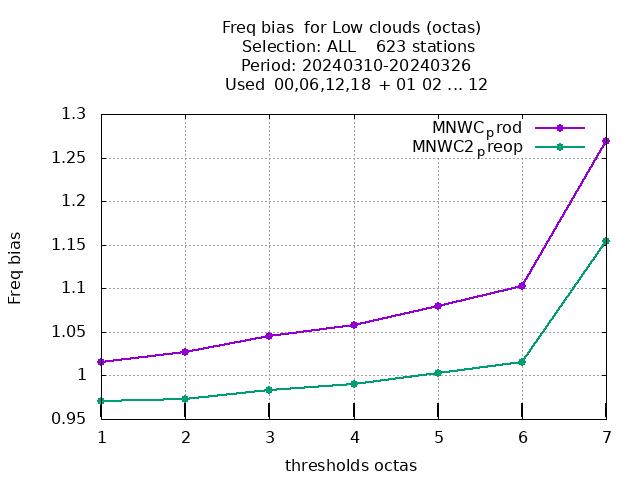 Freq bias  for Low clouds (octas)
Selection: ALL    623 stations
Period: 20240310-20240326
Used  00,06,12,18 + 01 02 ... 12
MNWC_prod
MNWC2_preop
1.3
1.25
1.2
1.15
1.1
1.05
1
0.95
Freq bias
1 2 3 4 5 6 7
thresholds octas